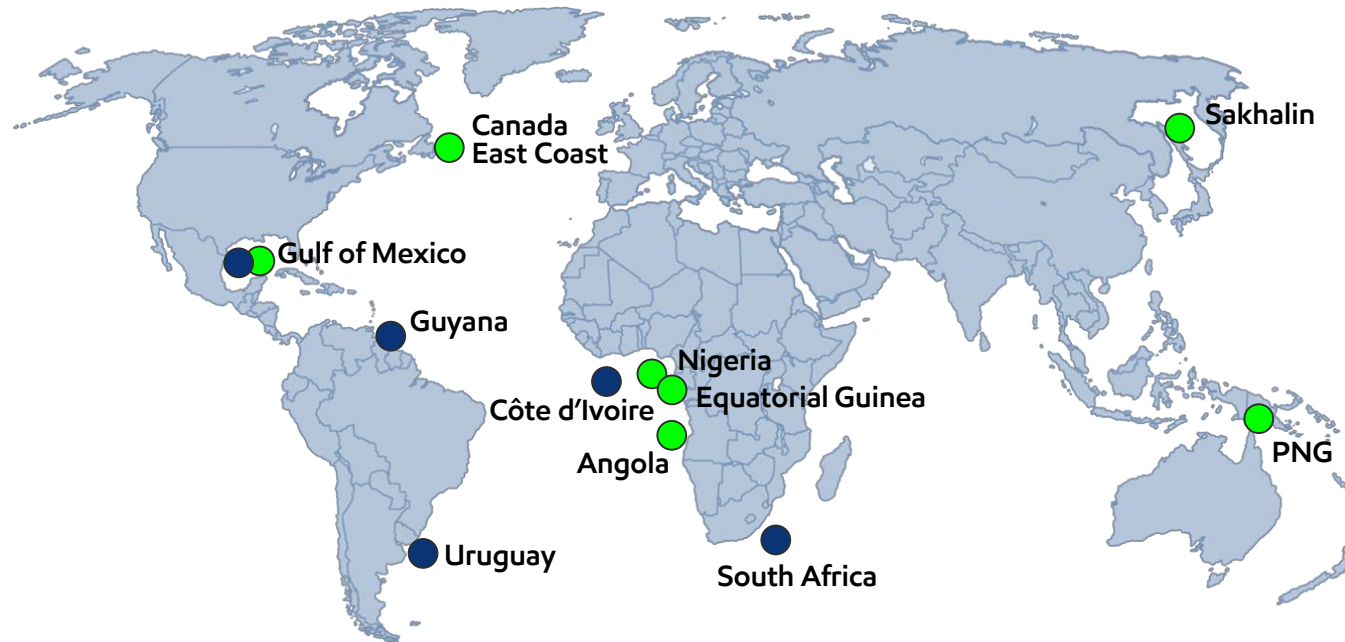 Sakhalin
Canada
East Coast
Gulf of Mexico
Guyana
Nigeria
Equatorial Guinea
Côte d’Ivoire
Angola
PNG
Uruguay
South Africa